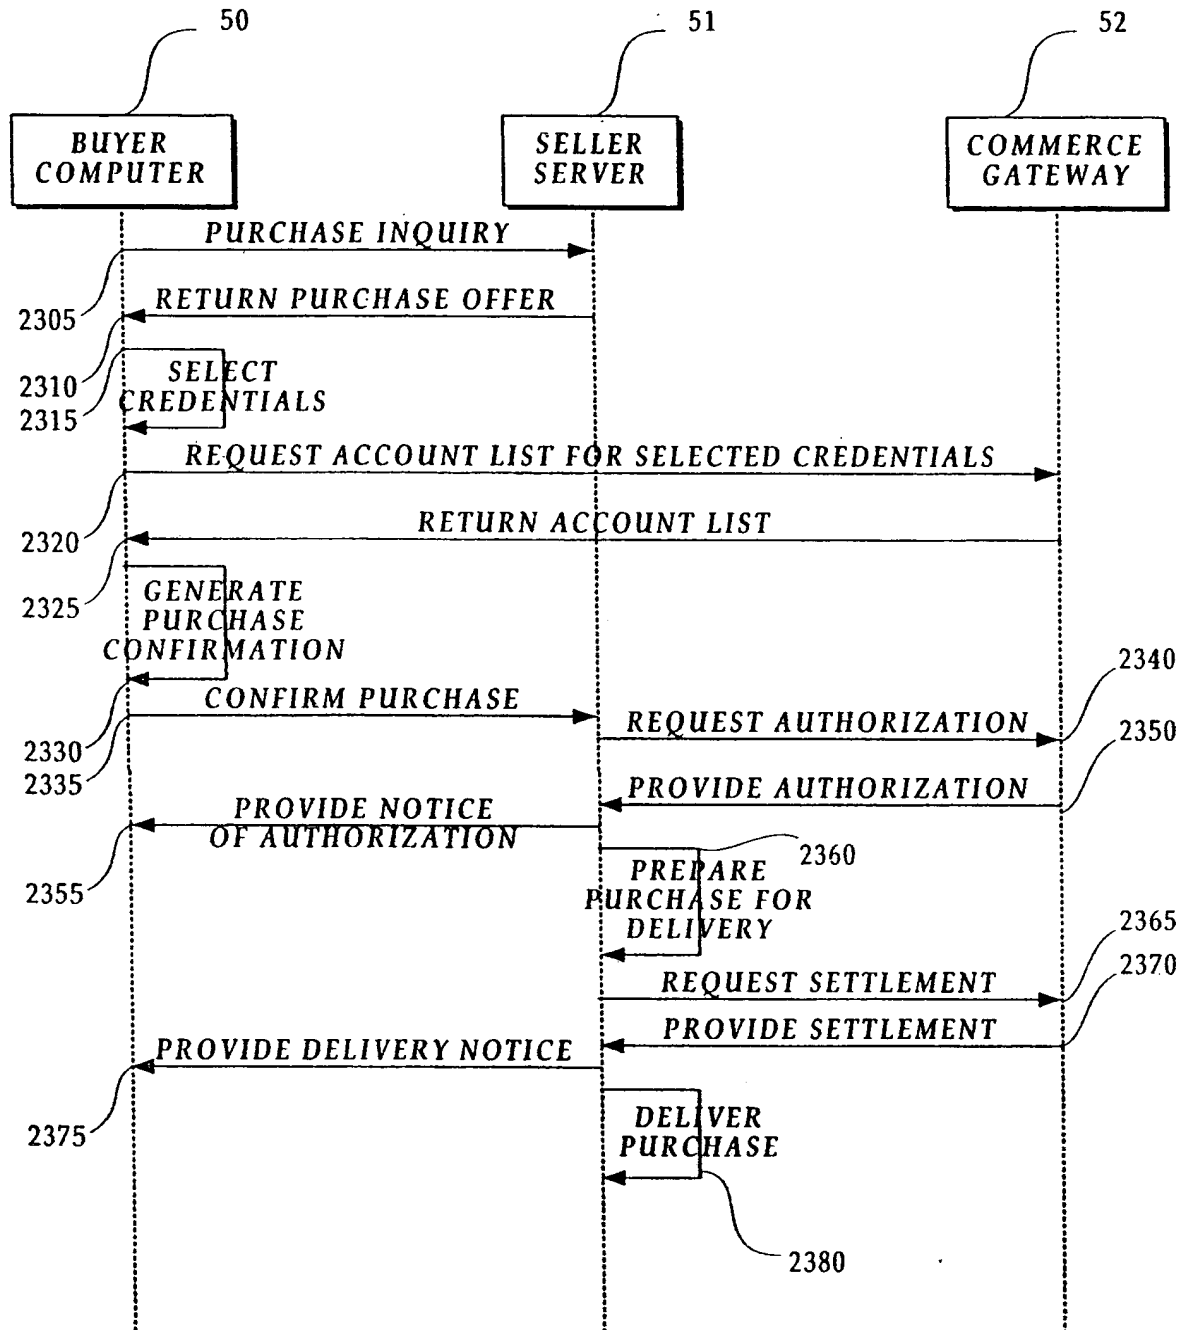 50
51
52
BUYER
COMPUTER
SELLER
SERVER
COMMERCE
GATEWAY
PURCHASE INQUIRY
2305
RETURN PURCHASE OFFER
2310
SELECT
CREDENTIALS
2315
REQUEST ACCOUNT LIST FOR SELECTED CREDENTIALS
2320
RETURN ACCOUNT LIST
2325
GENERATE
PURCHASE
CONFIRMATION
2330
CONFIRM PURCHASE
2335
REQUEST AUTHORIZATION
2340
PROVIDE AUTHORIZATION
2350
PROVIDE NOTICE
OF AUTHORIZATION
2355
2360
PREPARE
PURCHASE FOR
DELIVERY
REQUEST SETTLEMENT
2365
PROVIDE SETTLEMENT
2370
PROVIDE DELIVERY NOTICE
2375
DELIVER
PURCHASE
2380